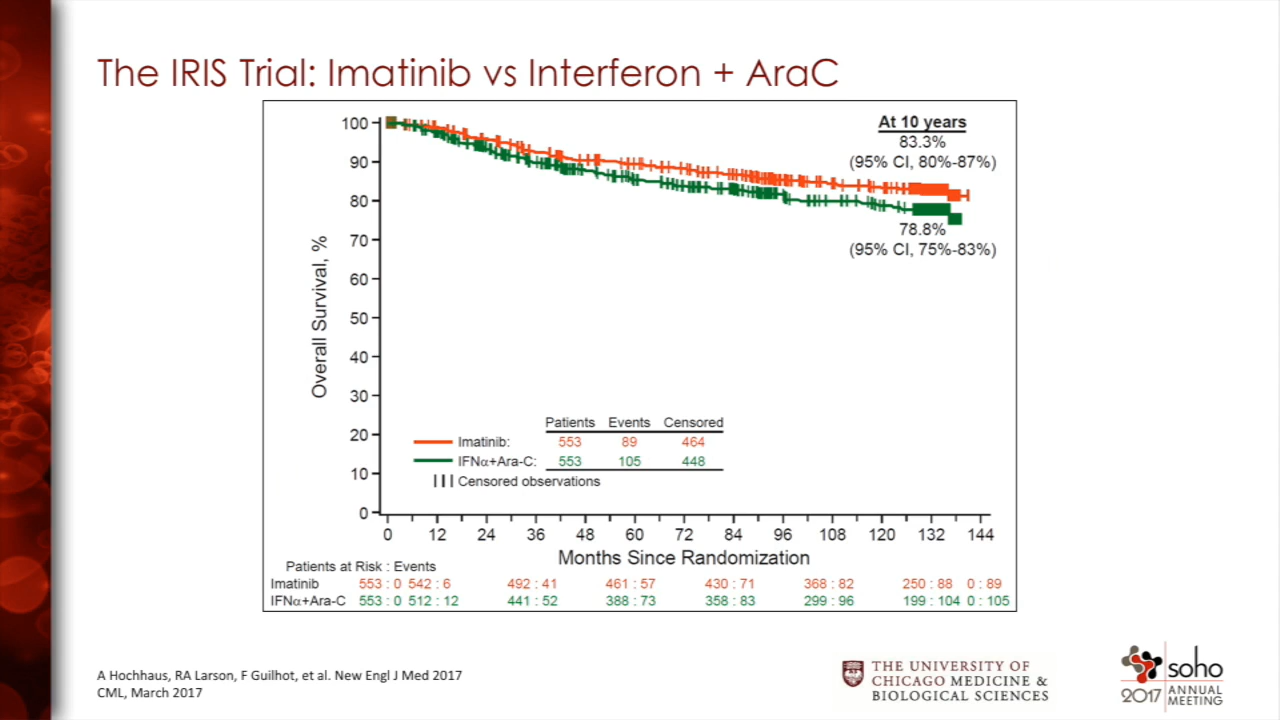 The IRIS Trial: Imatinib vs Interferon + AraC
At 10 years
83.3%
(95% CI, 80%-87%)
78.8%
(95% CI, 75%-83%)
Overall Survival, %
100
90
80
70
60
50
40
30
20
10
0
Patients Events Censored
Imatinib: 553 89 464
IFNα+Ara-C: 553 105 448
Censored observations
0 12 24 36 48 60 72 84 96 108 120 132 144
Months Since Randomization
Patients at Risk : Events
Imatinib 553 : 0 542 : 6 492 : 41 461 : 57 430 : 71 368 : 82 250 : 88 0 : 89
IFNα+Ara-C 553 : 0 512 : 12 441 : 52 388 : 73 358 : 83 299 : 96 199 : 104 0 : 105
A Hochhaus, RA Larson, F Guilhot, et al. New Engl J Med 2017
CML, March 2017
THE UNIVERSITY OF
CHICAGO MEDICINE &
BIOLOGICAL SCIENCES
soho
2017 ANNUAL
MEETING